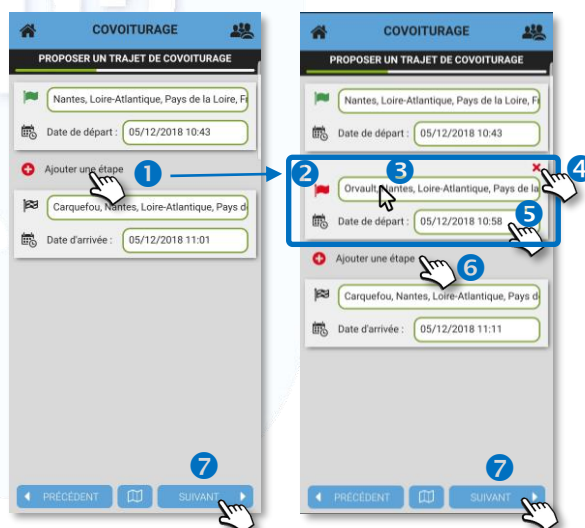 COVOITURAGE
PROPOSER UN TRAJET DE COVOITURAGE
Nantes, Loire-Atlantique, Pays de la Loire, Fr
Date de départ : 05/12/2018 10:43
Ajouter une étape 1
Carquefou, Nantes, Loire-Atlantique, Pays d
Date d'arrivée : 05/12/2018 11:01
7
PRÉCÉDENT SUIVANT
COVOITURAGE
PROPOSER UN TRAJET DE COVOITURAGE
Nantes, Loire-Atlantique, Pays de la Loire, Fr
Date de départ : 05/12/2018 10:43
2 3 4
Orvault, Nantes, Loire-Atlantique, Pays de la
Date de départ : 05/12/2018 10:58 5
Ajouter une étape 6
Carquefou, Nantes, Loire-Atlantique, Pays d
Date d'arrivée : 05/12/2018 11:11
7
PRÉCÉDENT SUIVANT